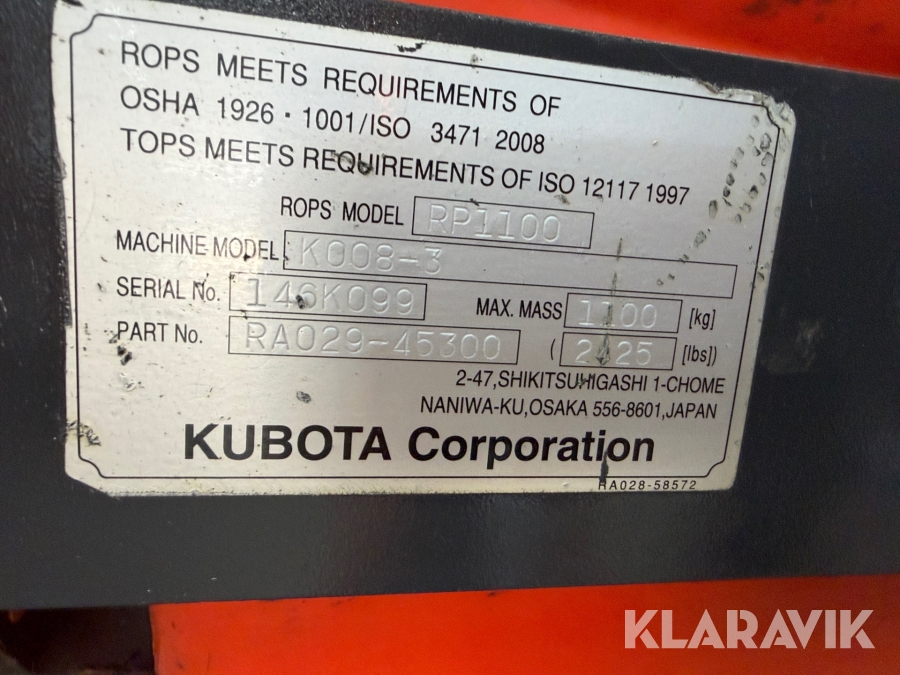 ROPS MEETS REQUIREMENTS OF
OSHA 1926・1001/ISO 3471 2008
TOPS MEETS REQUIREMENTS OF ISO 12117 1997
ROPS MODEL RP1100
MACHINE MODEL K008-3
SERIAL No. 146K099 MAX. MASS 1100 [kg]
PART No. RA029-45300 ( 2425 [lbs])
2-47,SHIKITSUHIGASHI 1-CHOME
NANIWA-KU,OSAKA 556-8601,JAPAN
KUBOTA Corporation
RA028-58572
KLARAVIK